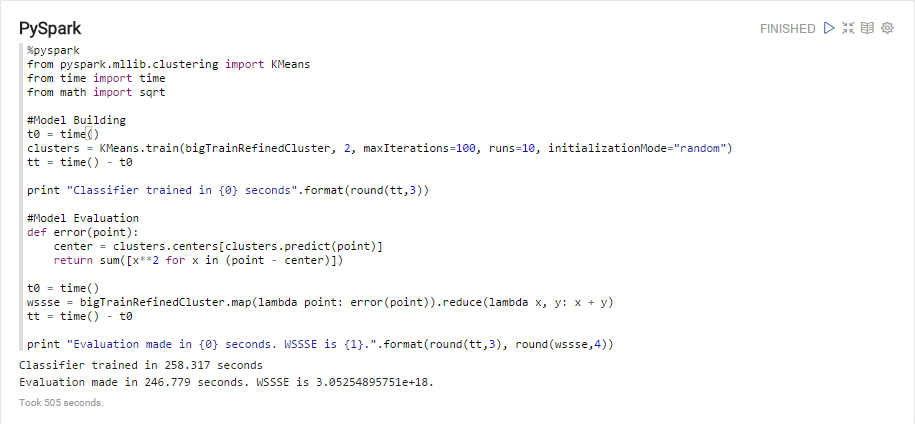 PySpark
FINISHED
%pyspark
from pyspark.mllib.clustering import KMeans
from time import time
from math import sqrt
#Model Building
t0 = time()
clusters = KMeans.train(bigTrainRefinedCluster, 2, maxIterations=100, runs=10, initializationMode="random")
tt = time() - t0
print "Classifier trained in {0} seconds".format(round(tt,3))
#Model Evaluation
def error(point):
    center = clusters.centers[clusters.predict(point)]
    return sum([x**2 for x in (point - center)])
t0 = time()
wssse = bigTrainRefinedCluster.map(lambda point: error(point)).reduce(lambda x, y: x + y)
tt = time() - t0
print "Evaluation made in {0} seconds. WSSSE is {1}.".format(round(tt,3), round(wssse,4))
Classifier trained in 258.317 seconds
Evaluation made in 246.779 seconds. WSSSE is 3.05254895751e+18.
Took 505 seconds.